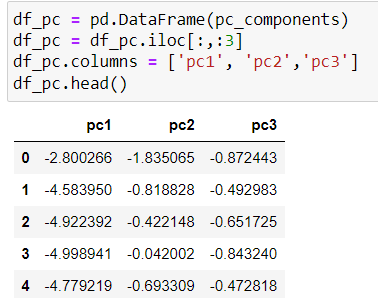 df_pc = pd.DataFrame(pc_components)
df_pc = df_pc.iloc[:,:3]
df_pc.columns = ['pc1', 'pc2','pc3']
df_pc.head()
pc1 pc2 pc3
0 -2.800266 -1.835065 -0.872443
1 -4.583950 -0.818828 -0.492983
2 -4.922392 -0.422148 -0.651725
3 -4.998941 -0.042002 -0.843240
4 -4.779219 -0.693309 -0.472818